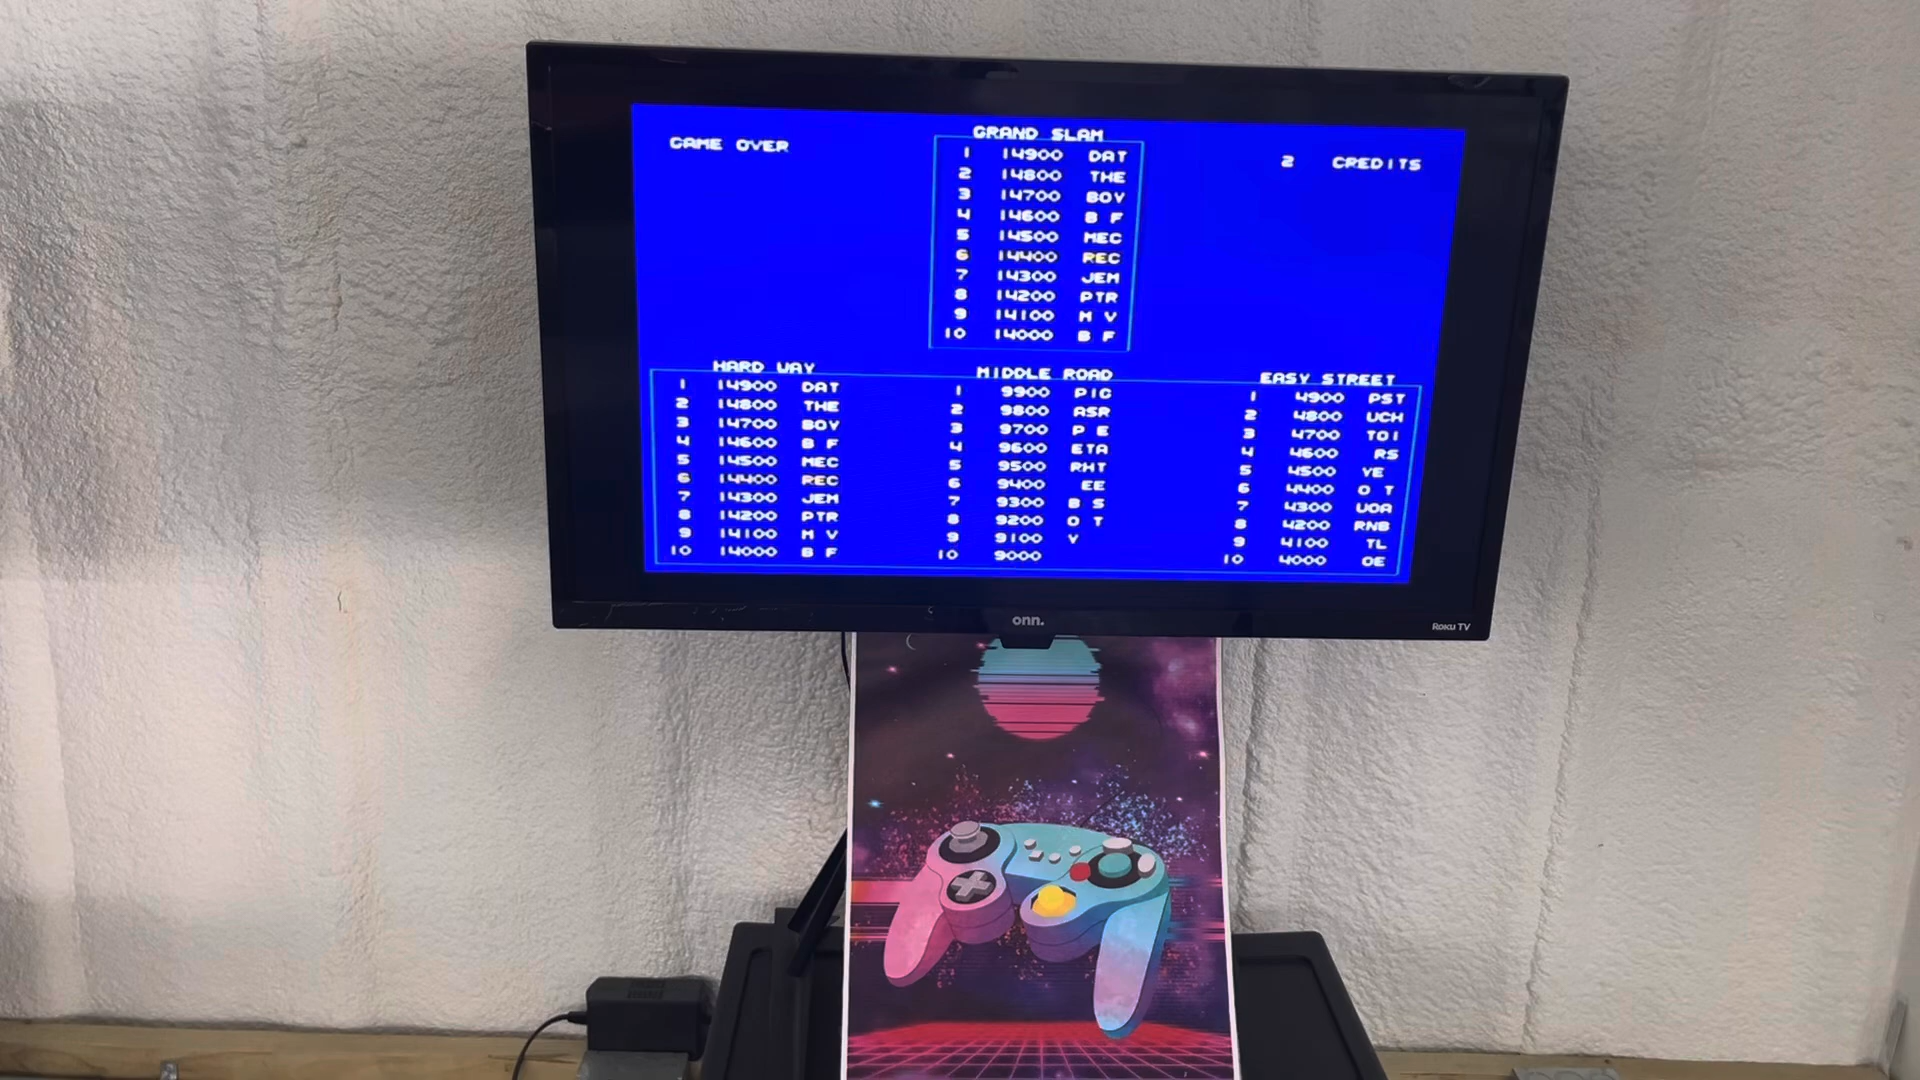 GAME OVER
GRAND SLAM
2 CREDITS
1 14900 DAT
2 14800 THE
3 14700 BOY
4 14600 B F
5 14500 MEC
6 14400 REC
7 14300 JEM
8 14200 PTR
9 14100 M V
10 14000 B F
HARD WAY
1 14900 DAT
2 14800 THE
3 14700 BOY
4 14600 B F
5 14500 MEC
6 14400 REC
7 14300 JEM
8 14200 PTR
9 14100 M V
10 14000 B F
MIDDLE ROAD
1 9900 PIC
2 9800 ASR
3 9700 P E
4 9600 ETA
5 9500 RHT
6 9400 EE
7 9300 B S
8 9200 O T
9 9100 Y
10 9000
EASY STREET
1 4900 PST
2 4800 UCH
3 4700 TOI
4 4600 RS
5 4500 YE
6 4400 O T
7 4300 UOA
8 4200 RNB
9 4100 TL
10 4000 OE
onn.
Roku TV